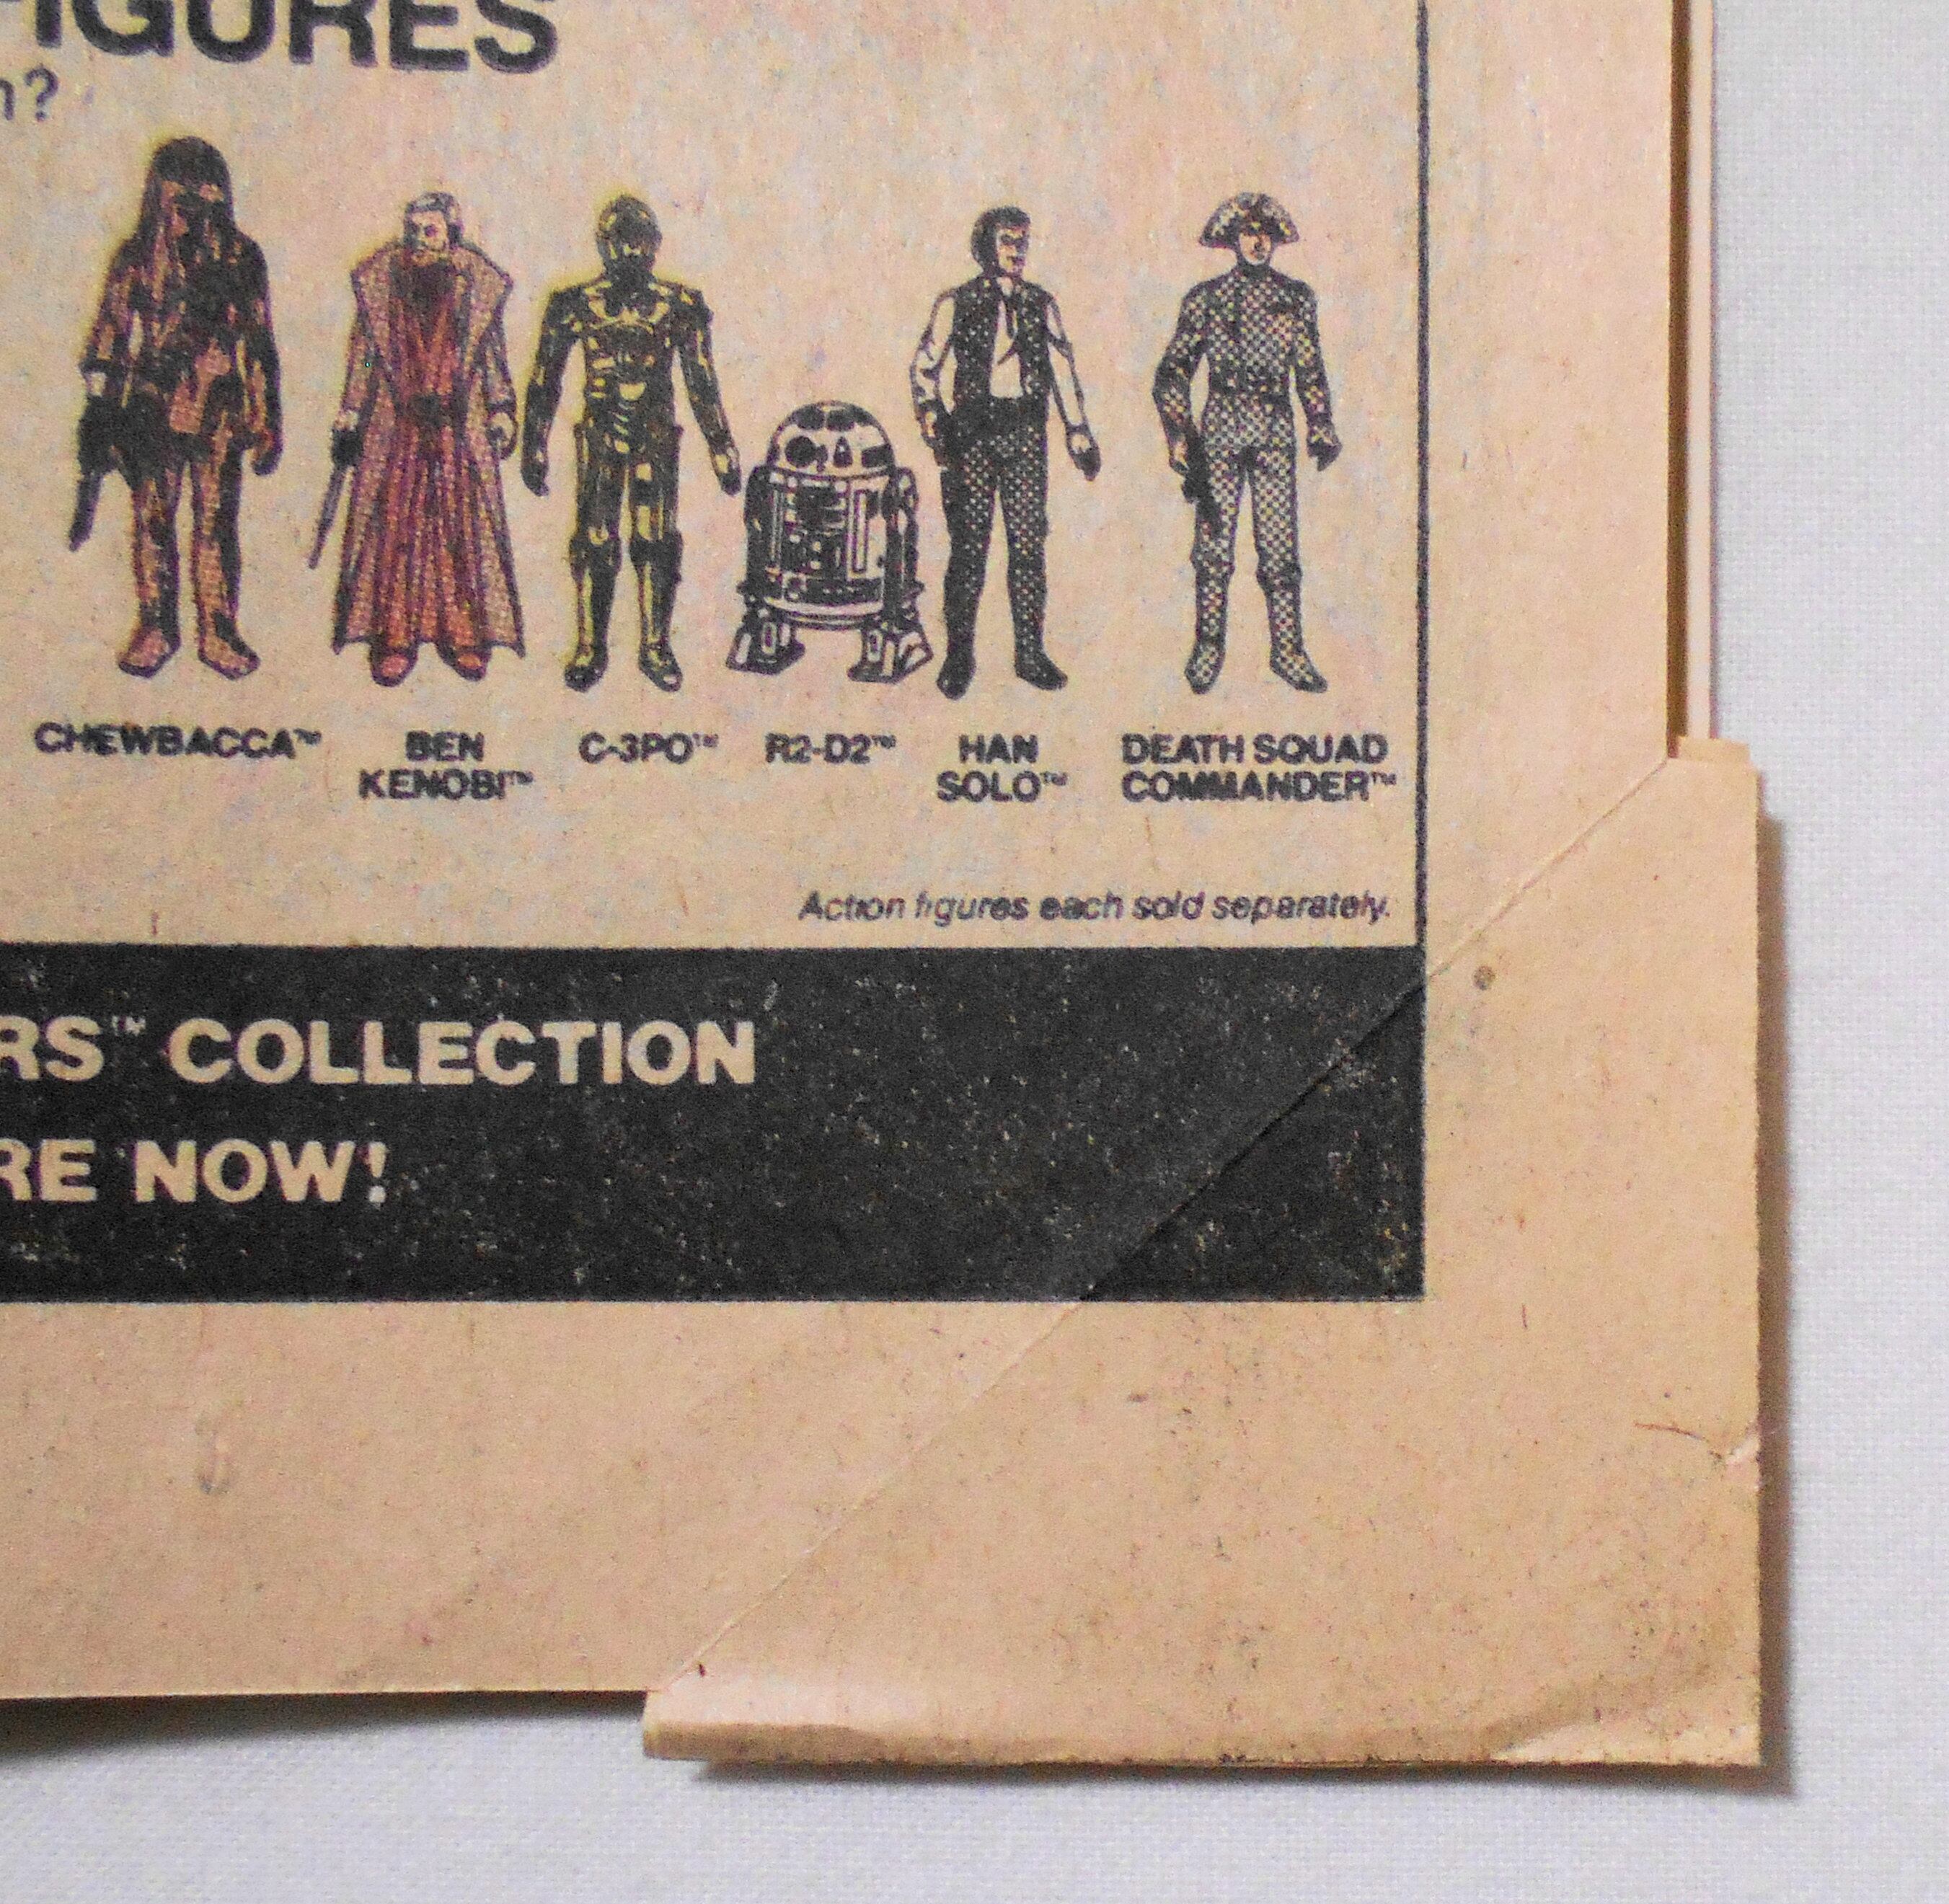 FIGURES
n?
CHEWBACCA™ BEN KENOBI™ C-3PO™ R2-D2™ HAN SOLO™ DEATH SQUAD COMMANDER™
Action figures each sold separately.
RS™ COLLECTION
RE NOW!